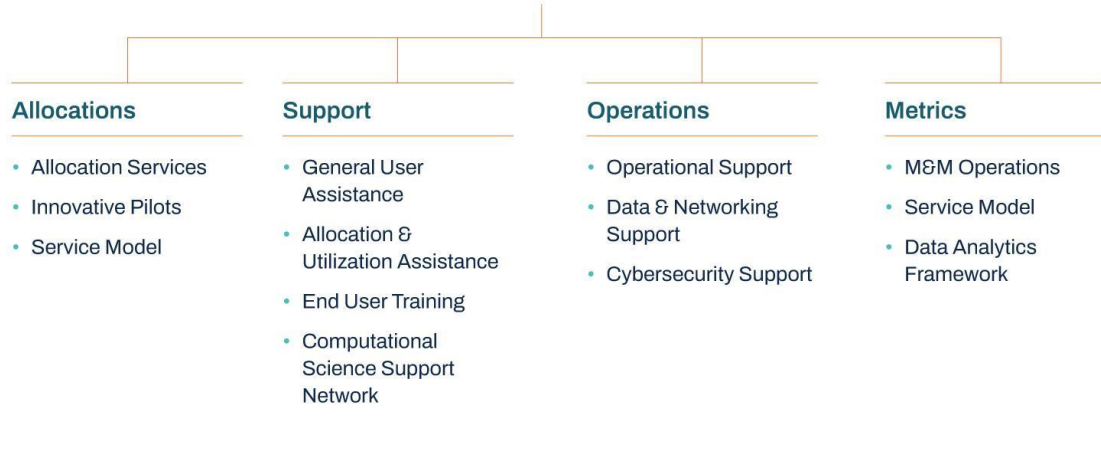 Allocations
• Allocation Services
• Innovative Pilots
• Service Model
Support
• General User
Assistance
• Allocation &
Utilization Assistance
• End User Training
• Computational
Science Support
Network
Operations
• Operational Support
• Data & Networking
Support
• Cybersecurity Support
Metrics
• M&M Operations
• Service Model
• Data Analytics
Framework